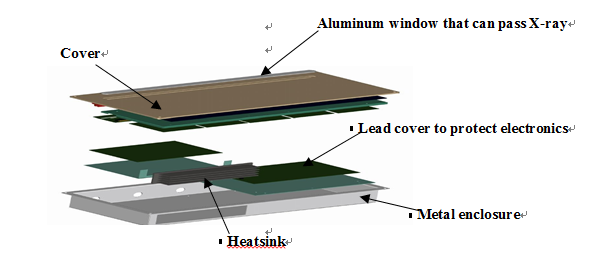 Aluminum window that can pass X-ray
Cover
▪ Lead cover to protect electronics
▪ Metal enclosure
▪ Heatsink